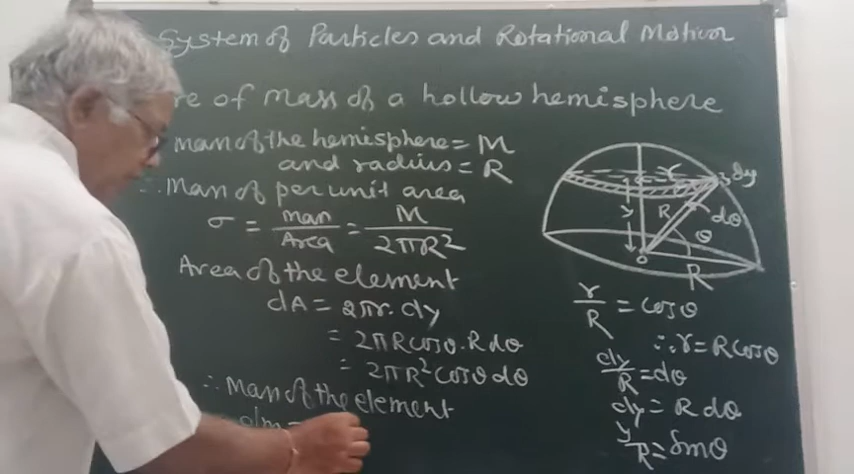 System of Particles and Rotational Motion
re of Mass of a hollow hemisphere
mass of the hemisphere = M
and radius = R
∴ Mass of per unit area
σ = mass/Area = M/2πR²
Area of the element
dA = 2πr.dy
= 2πRcosθ.Rdθ
= 2πR²cosθdθ
∴ Mass of the element
dm =
r
dy
y
R
dθ
θ
O
R
r/R = cosθ
∴ r = Rcosθ
dy/R = dθ
dy = Rdθ
y/R = Sinθ